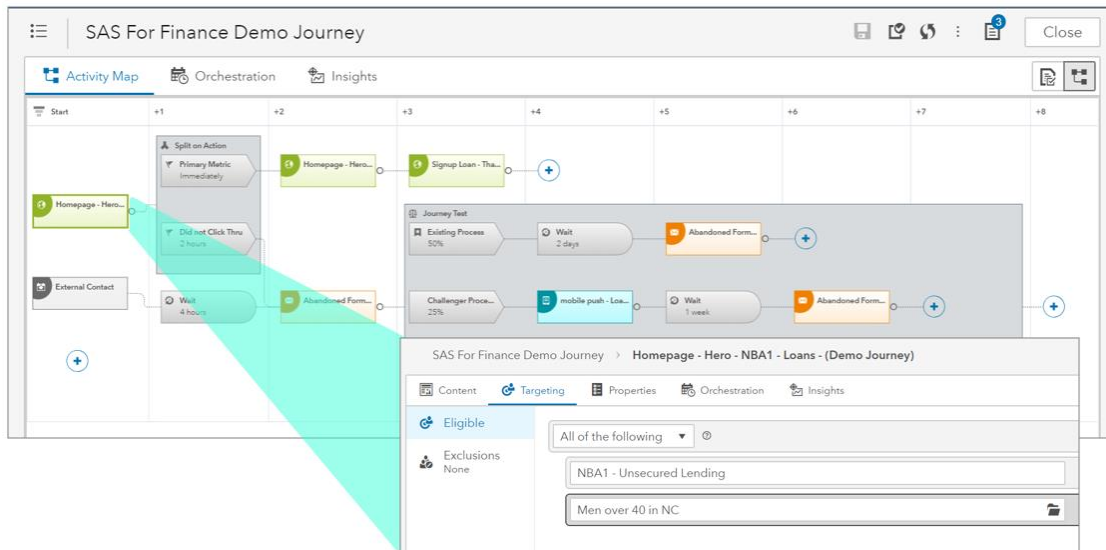 SAS For Finance Demo Journey
3
Close
Activity Map
Orchestration
Insights
Start
+1
+2
+3
+4
+5
+6
+7
+8
Split on Action
Primary Metric
Immediately
Homepage - Hero...
Signup Loan - Tha...
Homepage - Hero...
Did not Click Thru
2 hours
Journey Test
Existing Process
50%
Wait
2 days
Abandoned Form...
External Contact
Wait
4 hours
Abandoned Form...
Challenger Proce...
25%
mobile push - Loa...
Wait
1 week
Abandoned Form...
SAS For Finance Demo Journey > Homepage - Hero - NBA1 - Loans - (Demo Journey)
Content
Targeting
Properties
Orchestration
Insights
Eligible
All of the following
Exclusions
None
NBA1 - Unsecured Lending
Men over 40 in NC